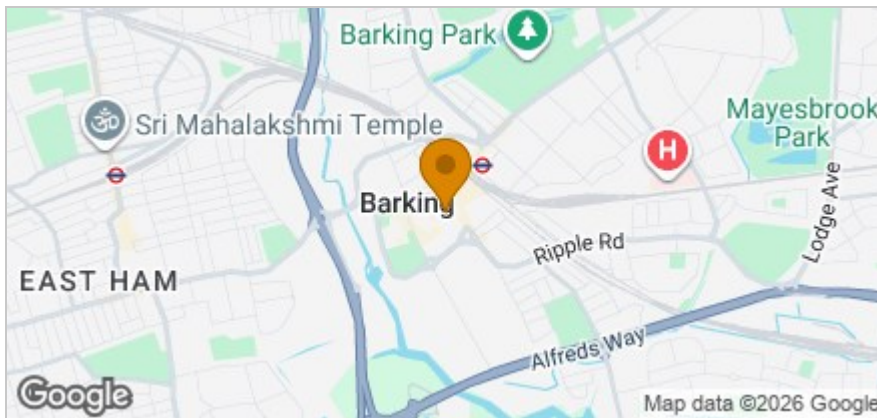 Barking Park
Sri Mahalakshmi Temple
H
Mayesbrook
Park
Barking
Lodge Ave
Ripple Rd
EAST HAM
Alfreds Way
Google
Map data ©2026 Google